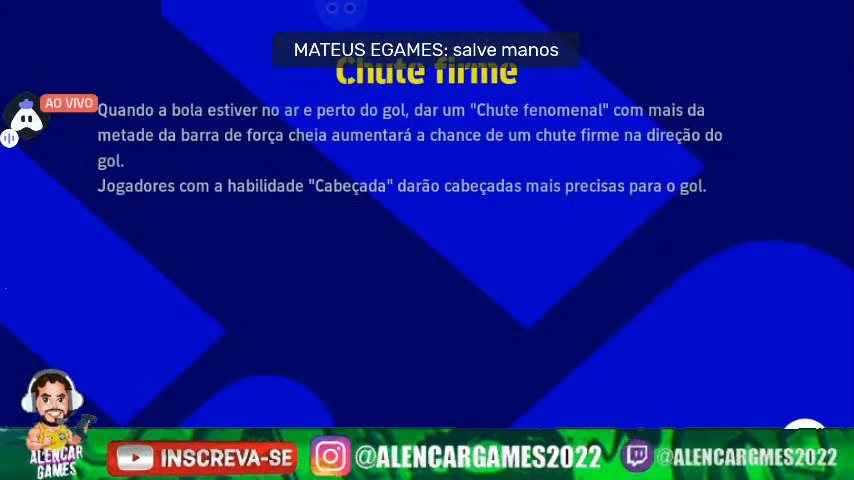 MATEUS EGAMES: salve manos
Chute firme
AO VIVO
Quando a bola estiver no ar e perto do gol, dar um "Chute fenomenal" com mais da
metade da barra de força cheia aumentará a chance de um chute firme na direção do
gol.
Jogadores com a habilidade "Cabeçada" darão cabeçadas mais precisas para o gol.
ALENCAR
GAMES
INSCREVA-SE
@ALENCARGAMES2022
@ALENCARGMES2022